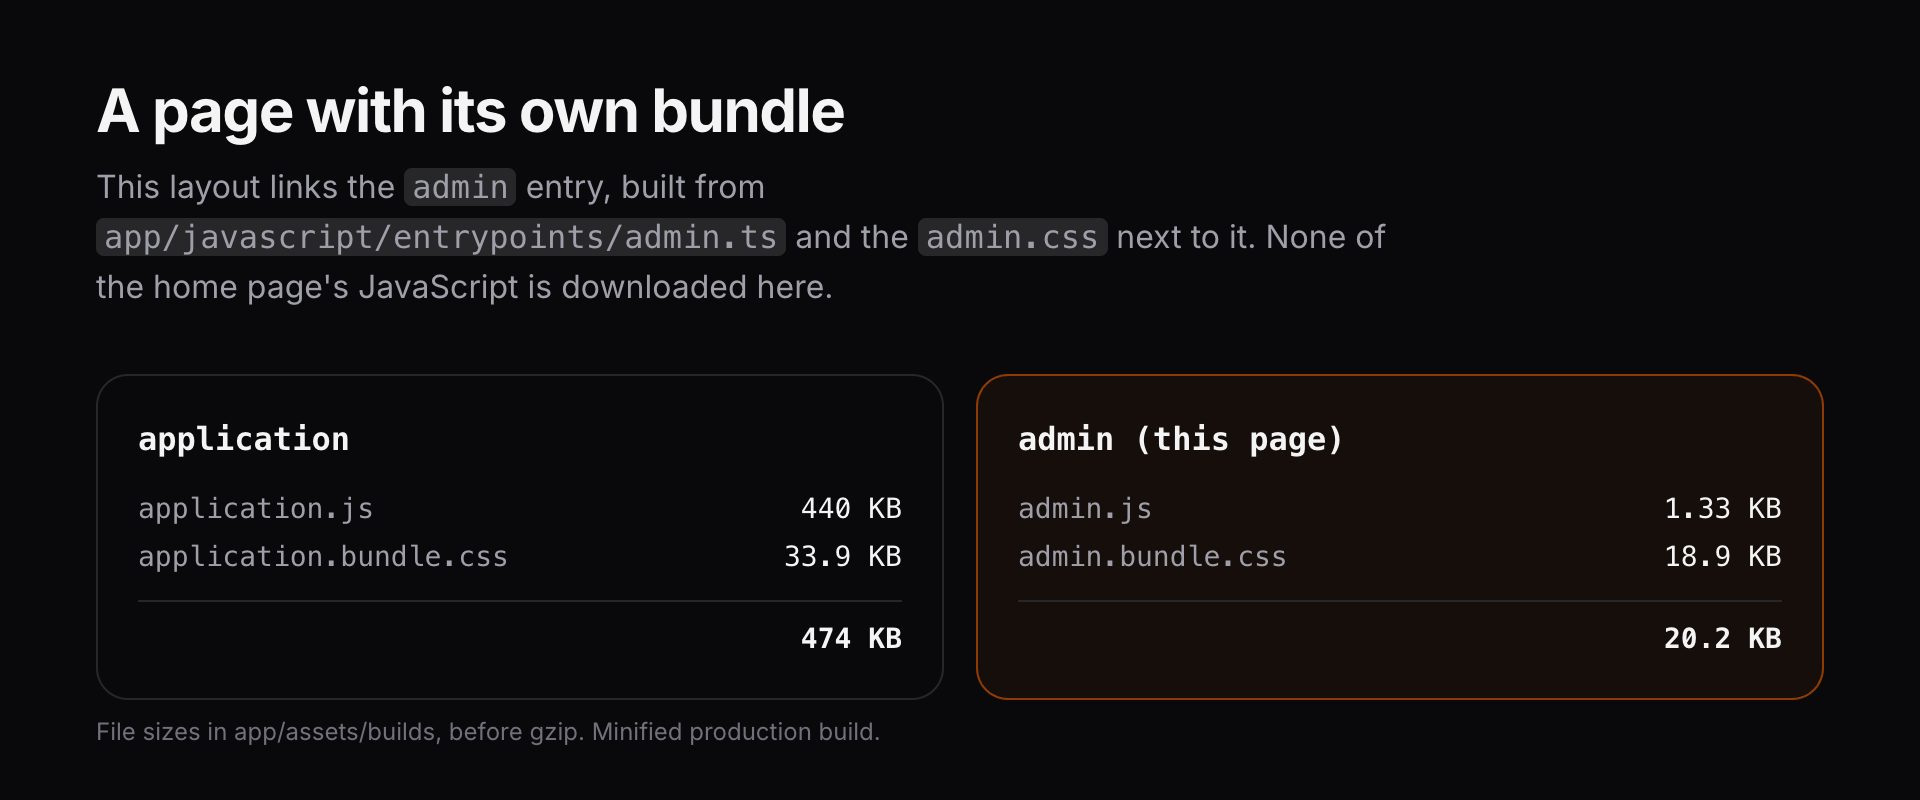 A page with its own bundle
This layout links the admin entry, built from
app/javascript/entrypoints/admin.ts and the admin.css next to it. None of
the home page's JavaScript is downloaded here.
application
application.js 440 KB
application.bundle.css 33.9 KB
474 KB
admin (this page)
admin.js 1.33 KB
admin.bundle.css 18.9 KB
20.2 KB
File sizes in app/assets/builds, before gzip. Minified production build.